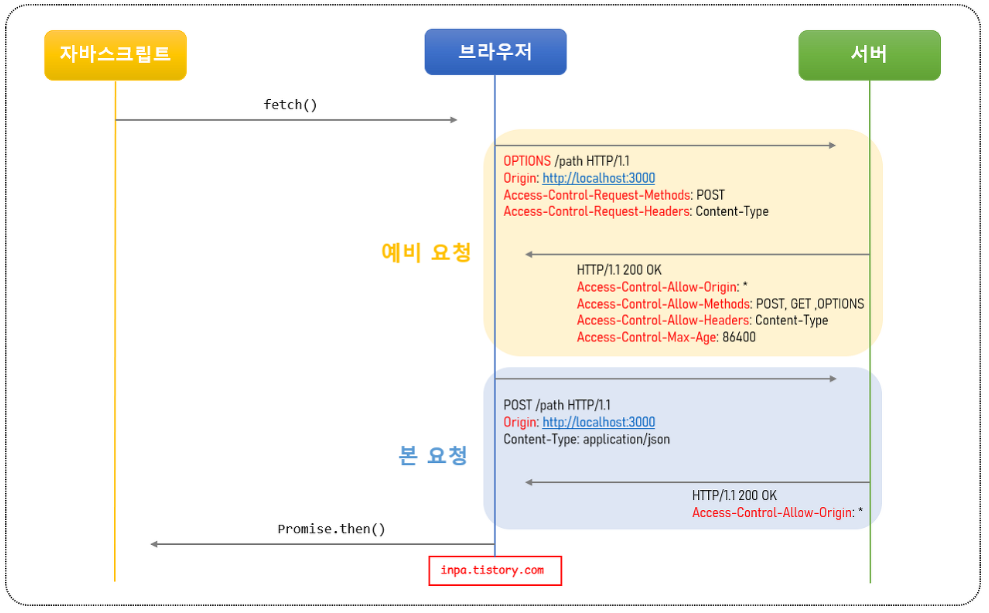 자바스크립트
브라우저
서버
fetch()
OPTIONS /path HTTP/1.1
Origin: http://localhost:3000
Access-Control-Request-Methods: POST
Access-Control-Request-Headers: Content-Type
예비 요청
HTTP/1.1 200 OK
Access-Control-Allow-Origin: *
Access-Control-Allow-Methods: POST, GET ,OPTIONS
Access-Control-Allow-Headers: Content-Type
Access-Control-Max-Age: 86400
POST /path HTTP/1.1
Origin: http://localhost:3000
Content-Type: application/json
본 요청
HTTP/1.1 200 OK
Access-Control-Allow-Origin: *
Promise.then()
inpa.tistory.com